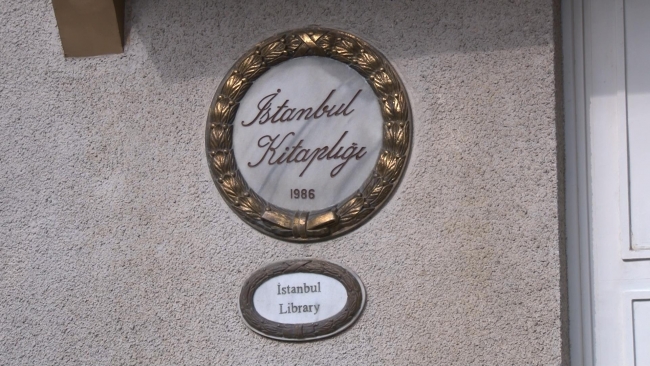 İstanbul
Kitaplığı
1986
İstanbul
Library